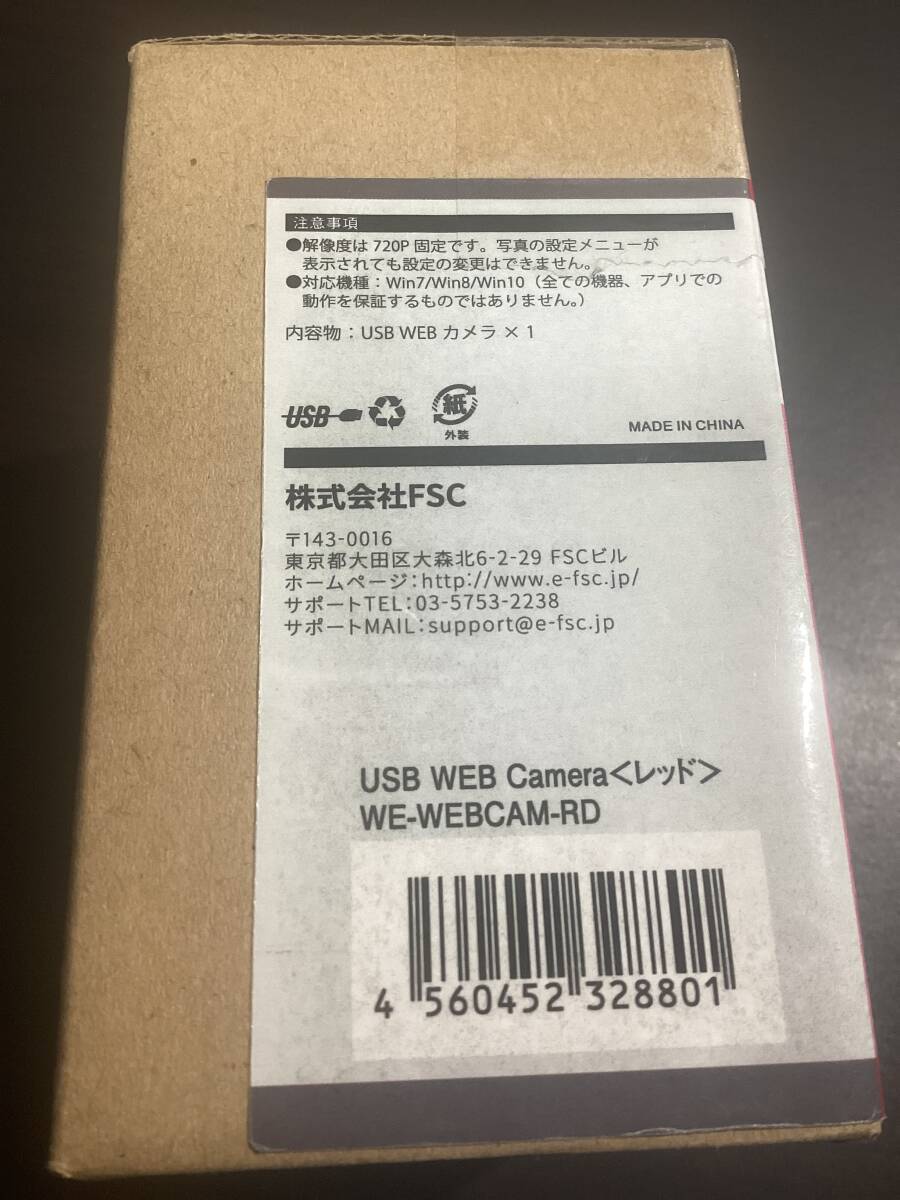 注意事項
●解像度は 720P 固定です。写真の設定メニューが
表示されても設定の変更はできません。
●対応機種：Win7/Win8/Win10（全ての機器、アプリでの
動作を保証するものではありません。）
内容物：USB WEB カメラ × 1
USB
紙
外装
MADE IN CHINA
株式会社FSC
〒143-0016
東京都大田区大森北6-2-29 FSCビル
ホームページ：http://www.e-fsc.jp/
サポートTEL：03-5753-2238
サポートMAIL：support@e-fsc.jp
USB WEB Camera＜レッド＞
WE-WEBCAM-RD
4 560452 328801